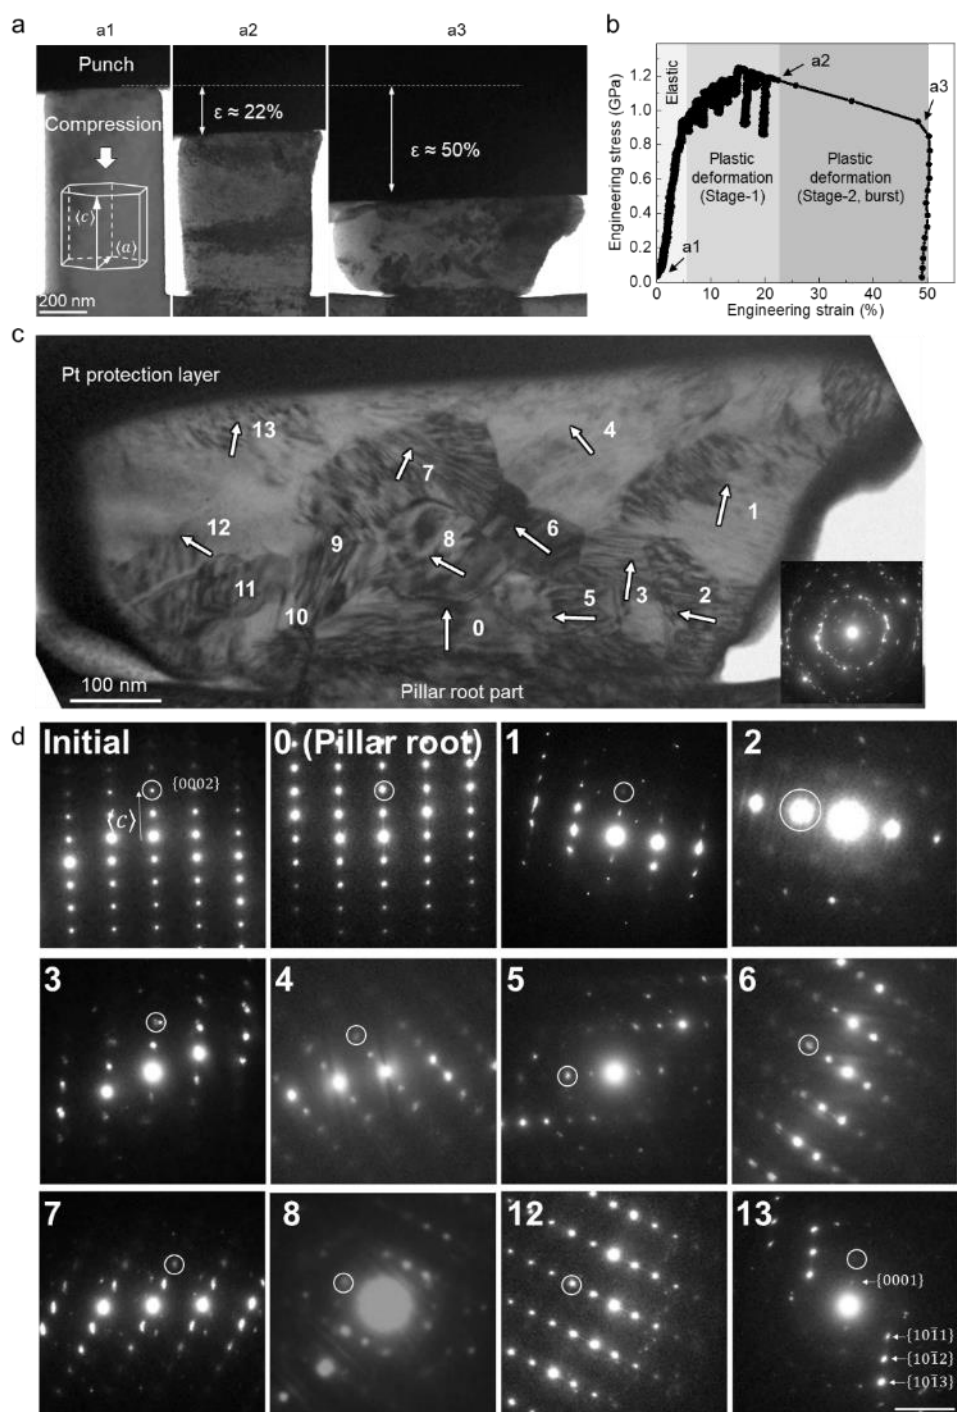 a
a1
a2
a3
Punch
Compression
⟨c⟩
⟨a⟩
200 nm
ε ≈ 22%
ε ≈ 50%
b
Engineering stress (GPa)
1.2
1.0
0.8
0.6
0.4
0.2
0.0
Elastic
a2
a3
Plastic
deformation
(Stage-1)
Plastic
deformation
(Stage-2, burst)
a1
0
10
20
30
40
50
Engineering strain (%)
c
Pt protection layer
13
4
7
1
12
6
9
8
11
5
3
2
10
0
100 nm
Pillar root part
d
Initial
{0002}
⟨c⟩
0 (Pillar root)
1
2
3
4
5
6
7
8
12
13
{0001}
{101̄1}
{101̄2}
{101̄3}